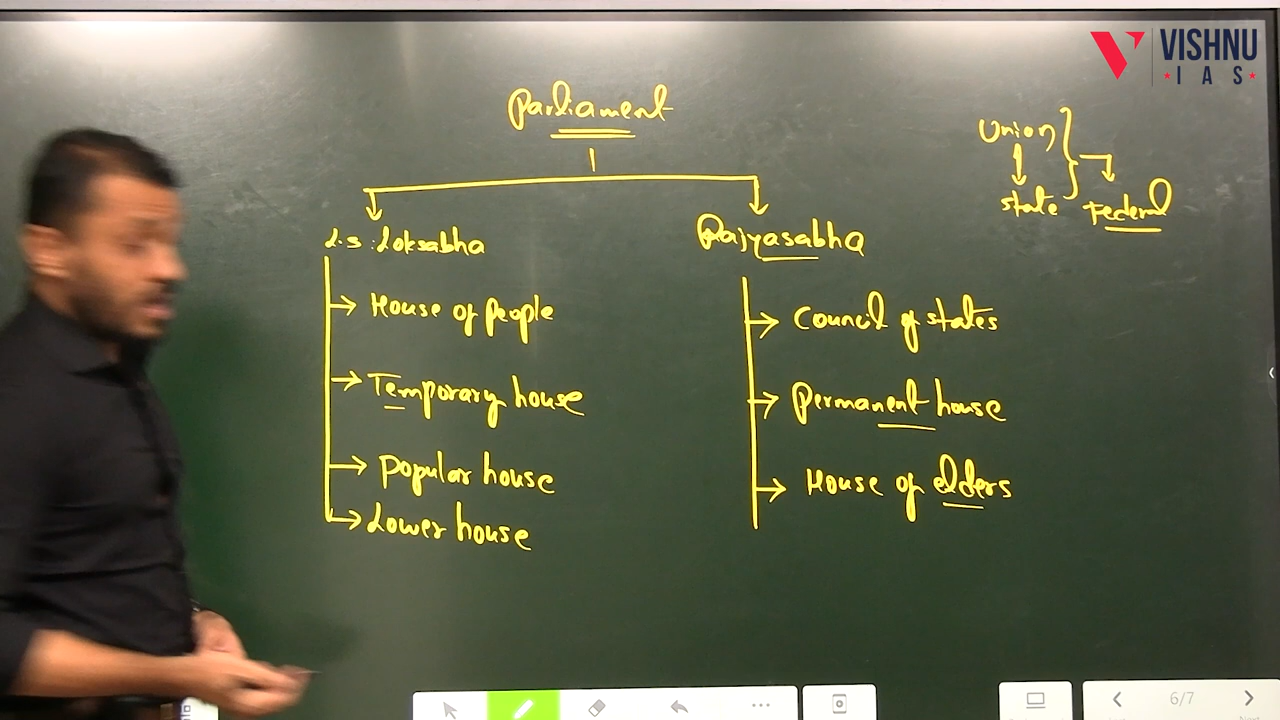 VISHNU
IAS
Parliament
Union
state
Federal
L.S : Loksabha
House of people
Temporary house
Popular house
Lower house
Rajyasabha
Council of states
Permanent house
House of elders
6/7